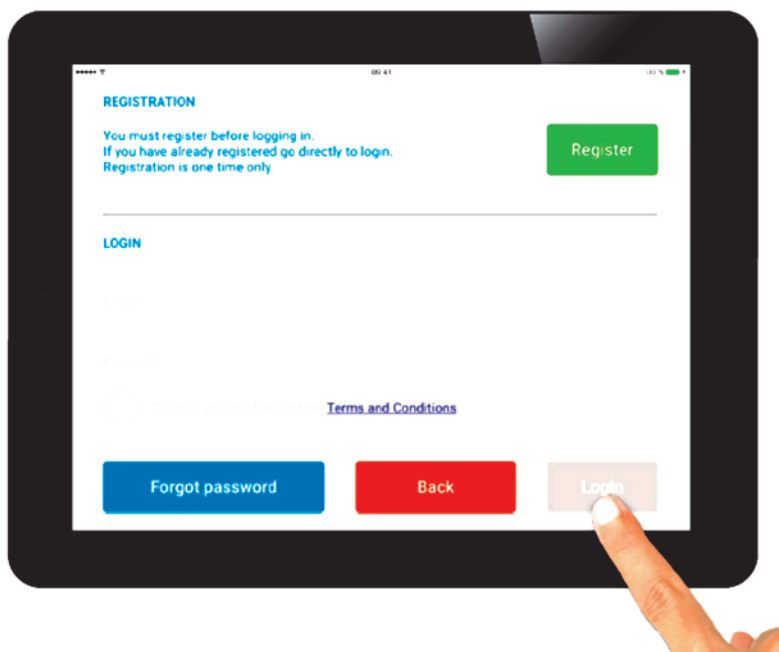 09:41
REGISTRATION
You must register before logging in.
If you have already registered go directly to login.
Registration is one time only.
Register
LOGIN
Terms and Conditions
Forgot password
Back
Login